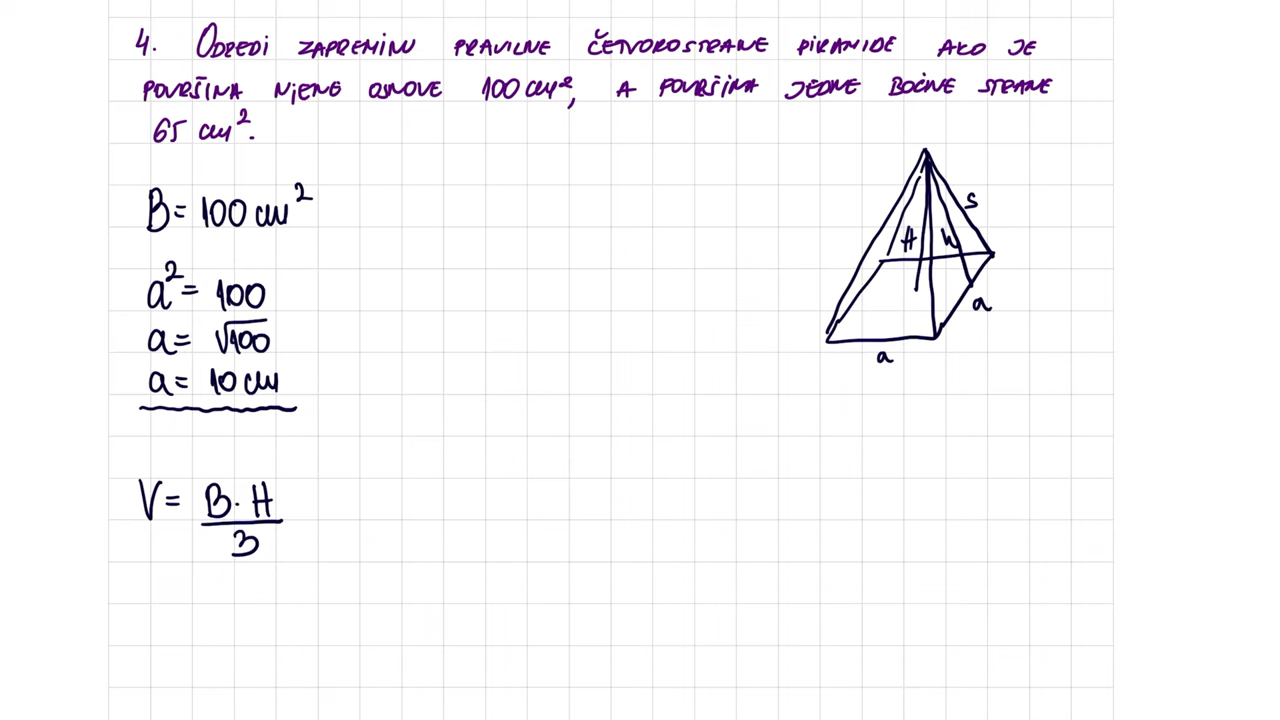 4. ODREDI ZAPREMINU PRAVILNE ČETVOROSTRANE PIRAMIDE AKO JE
POVRŠINA NJENE OSNOVE 100 cm², A POVRŠINA JEDNE BOČNE STRANE
65 cm².
B = 100 cm²
a² = 100
a = √100
a = 10 cm
V = B · H
3
s
H
h
a
a